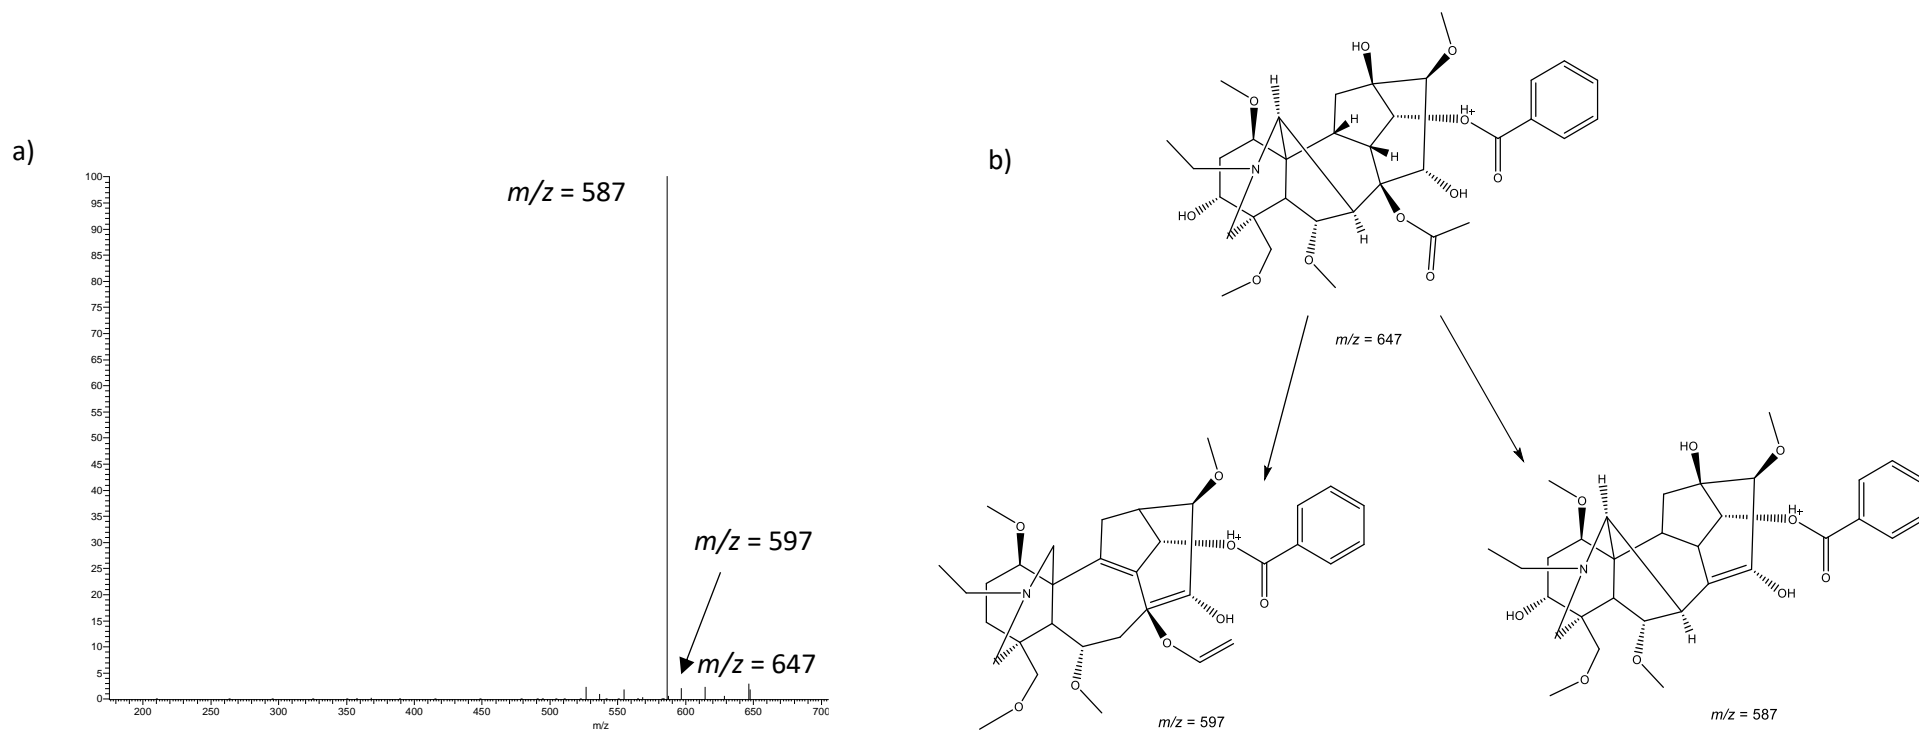 a)
m/z = 587
100
95
90
85
80
75
70
65
60
55
50
45
40
35
30
25
20
15
10
5
0
m/z = 597
m/z = 647
200
250
300
350
400
450
500
550
600
650
700
m/z
b)
HO
O
H
O
H
H+
O
O
N
H
OH
HO
O
H
O
O
O
m/z = 647
O
O
H+
O
N
O
OH
O
O
O
m/z = 597
HO
O
H
O
H+
O
N
O
OH
HO
H
O
O
m/z = 587